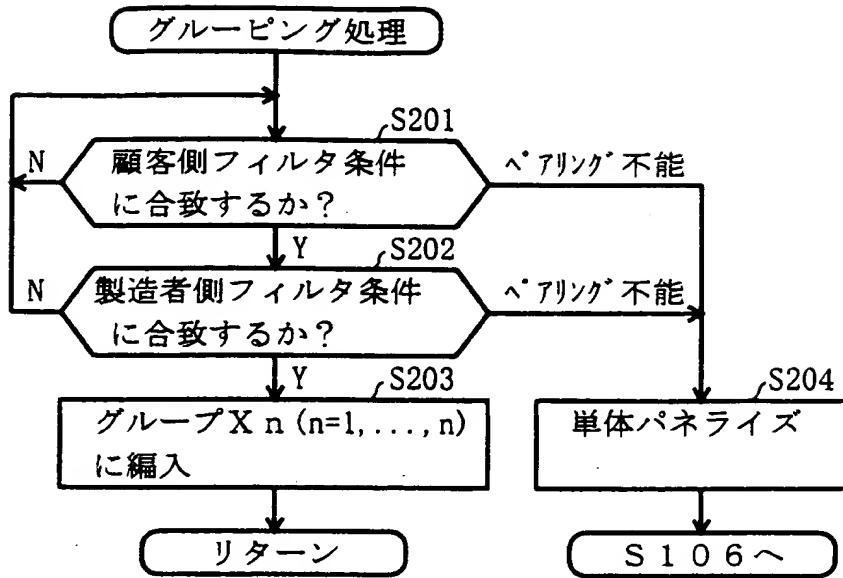 グルーピング処理
S201
N
顧客側フィルタ条件
に合致するか?
ペアリング不能
Y
S202
N
製造者側フィルタ条件
に合致するか?
ペアリング不能
Y
S203
グループXn(n=1,...,n)
に編入
S204
単体パネライズ
リターン
S106へ